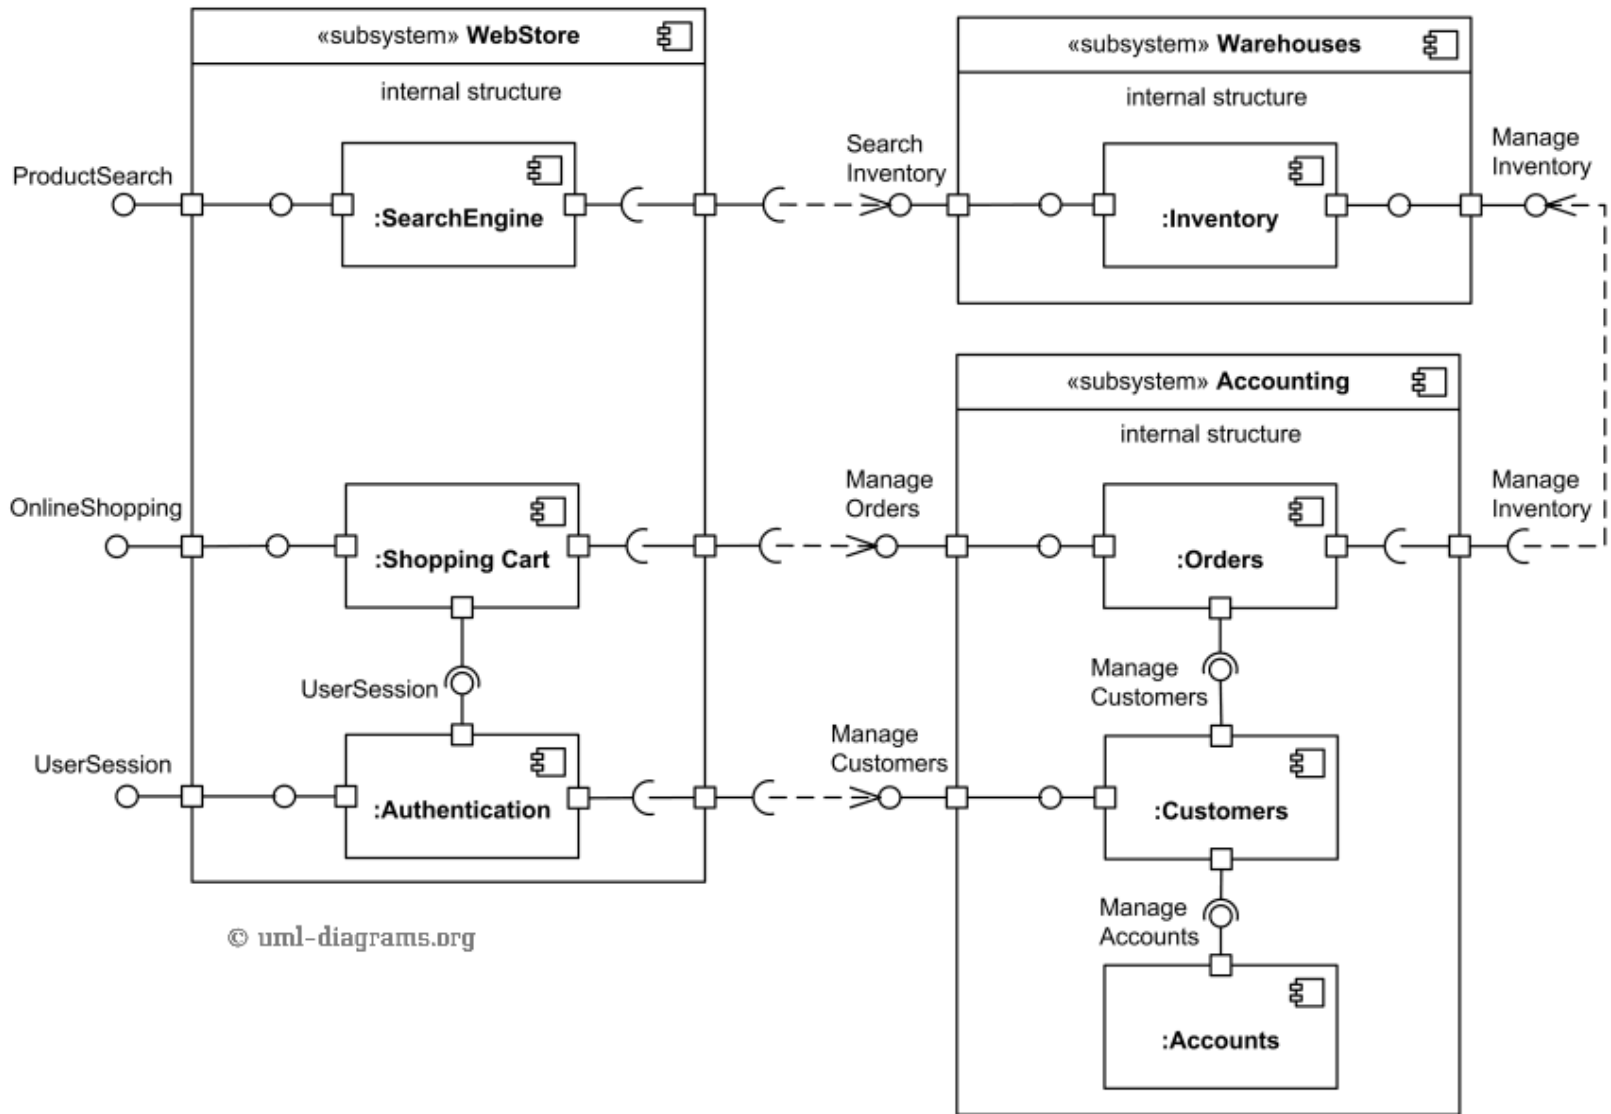 «subsystem» WebStore
internal structure
ProductSearch
:SearchEngine
OnlineShopping
:Shopping Cart
UserSession
UserSession
:Authentication
Search
Inventory
«subsystem» Warehouses
internal structure
:Inventory
Manage
Inventory
Manage
Orders
«subsystem» Accounting
internal structure
:Orders
Manage
Inventory
Manage
Customers
Manage
Customers
:Customers
Manage
Accounts
:Accounts
© uml-diagrams.org